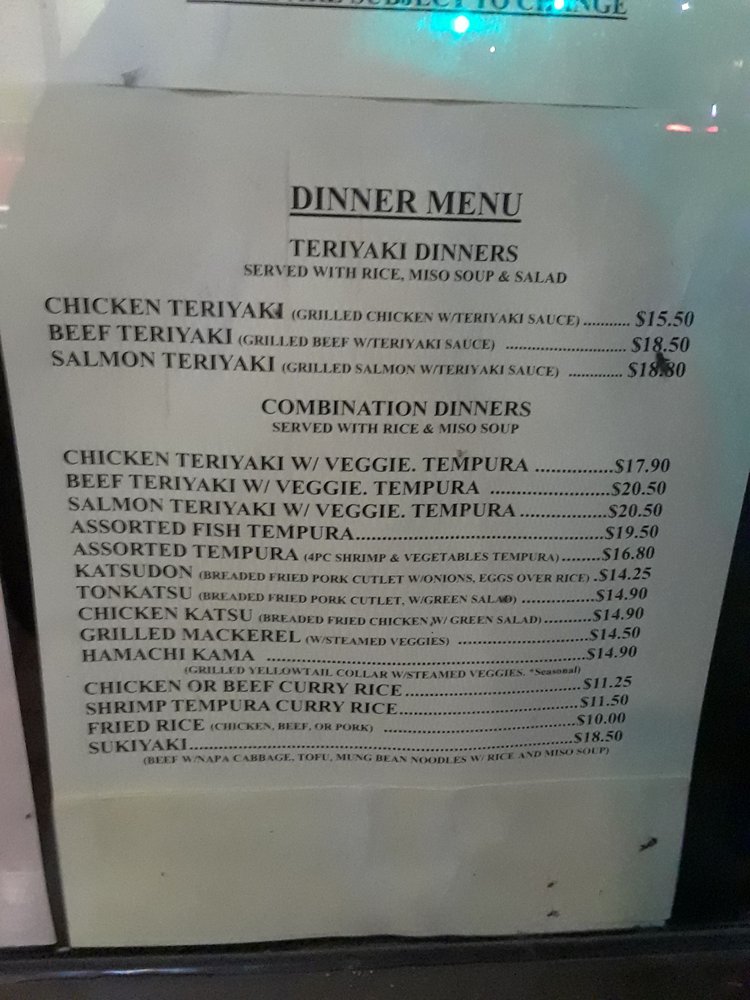 SUBJECT TO CHANGE
DINNER MENU
TERIYAKI DINNERS
SERVED WITH RICE, MISO SOUP & SALAD
CHICKEN TERIYAKI (GRILLED CHICKEN W/TERIYAKI SAUCE)........... $15.50
BEEF TERIYAKI (GRILLED BEEF W/TERIYAKI SAUCE) ............................. $18.50
SALMON TERIYAKI (GRILLED SALMON W/TERIYAKI SAUCE) ............. $18.80
COMBINATION DINNERS
SERVED WITH RICE & MISO SOUP
CHICKEN TERIYAKI W/ VEGGIE. TEMPURA ...............$17.90
BEEF TERIYAKI W/ VEGGIE. TEMPURA .......................$20.50
SALMON TERIYAKI W/ VEGGIE. TEMPURA .................$20.50
ASSORTED FISH TEMPURA.................................................$19.50
ASSORTED TEMPURA (4PC SHRIMP & VEGETABLES TEMPURA)........$16.80
KATSUDON (BREADED FRIED PORK CUTLET W/ONIONS, EGGS OVER RICE) .$14.25
TONKATSU (BREADED FRIED PORK CUTLET, W/GREEN SALAD) ...............$14.90
CHICKEN KATSU (BREADED FRIED CHICKEN, W/ GREEN SALAD)..........$14.90
GRILLED MACKEREL (W/STEAMED VEGGIES) ...........................$14.50
HAMACHI KAMA ................................................................$14.90
(GRILLED YELLOWTAIL COLLAR W/STEAMED VEGGIES. *Seasonal)
CHICKEN OR BEEF CURRY RICE...................................$11.25
SHRIMP TEMPURA CURRY RICE....................................$11.50
FRIED RICE (CHICKEN, BEEF, OR PORK) .......................................$10.00
SUKIYAKI...............................................................................$18.50
(BEEF W/NAPA CABBAGE, TOFU, MUNG BEAN NOODLES W/ RICE AND MISO SOUP)